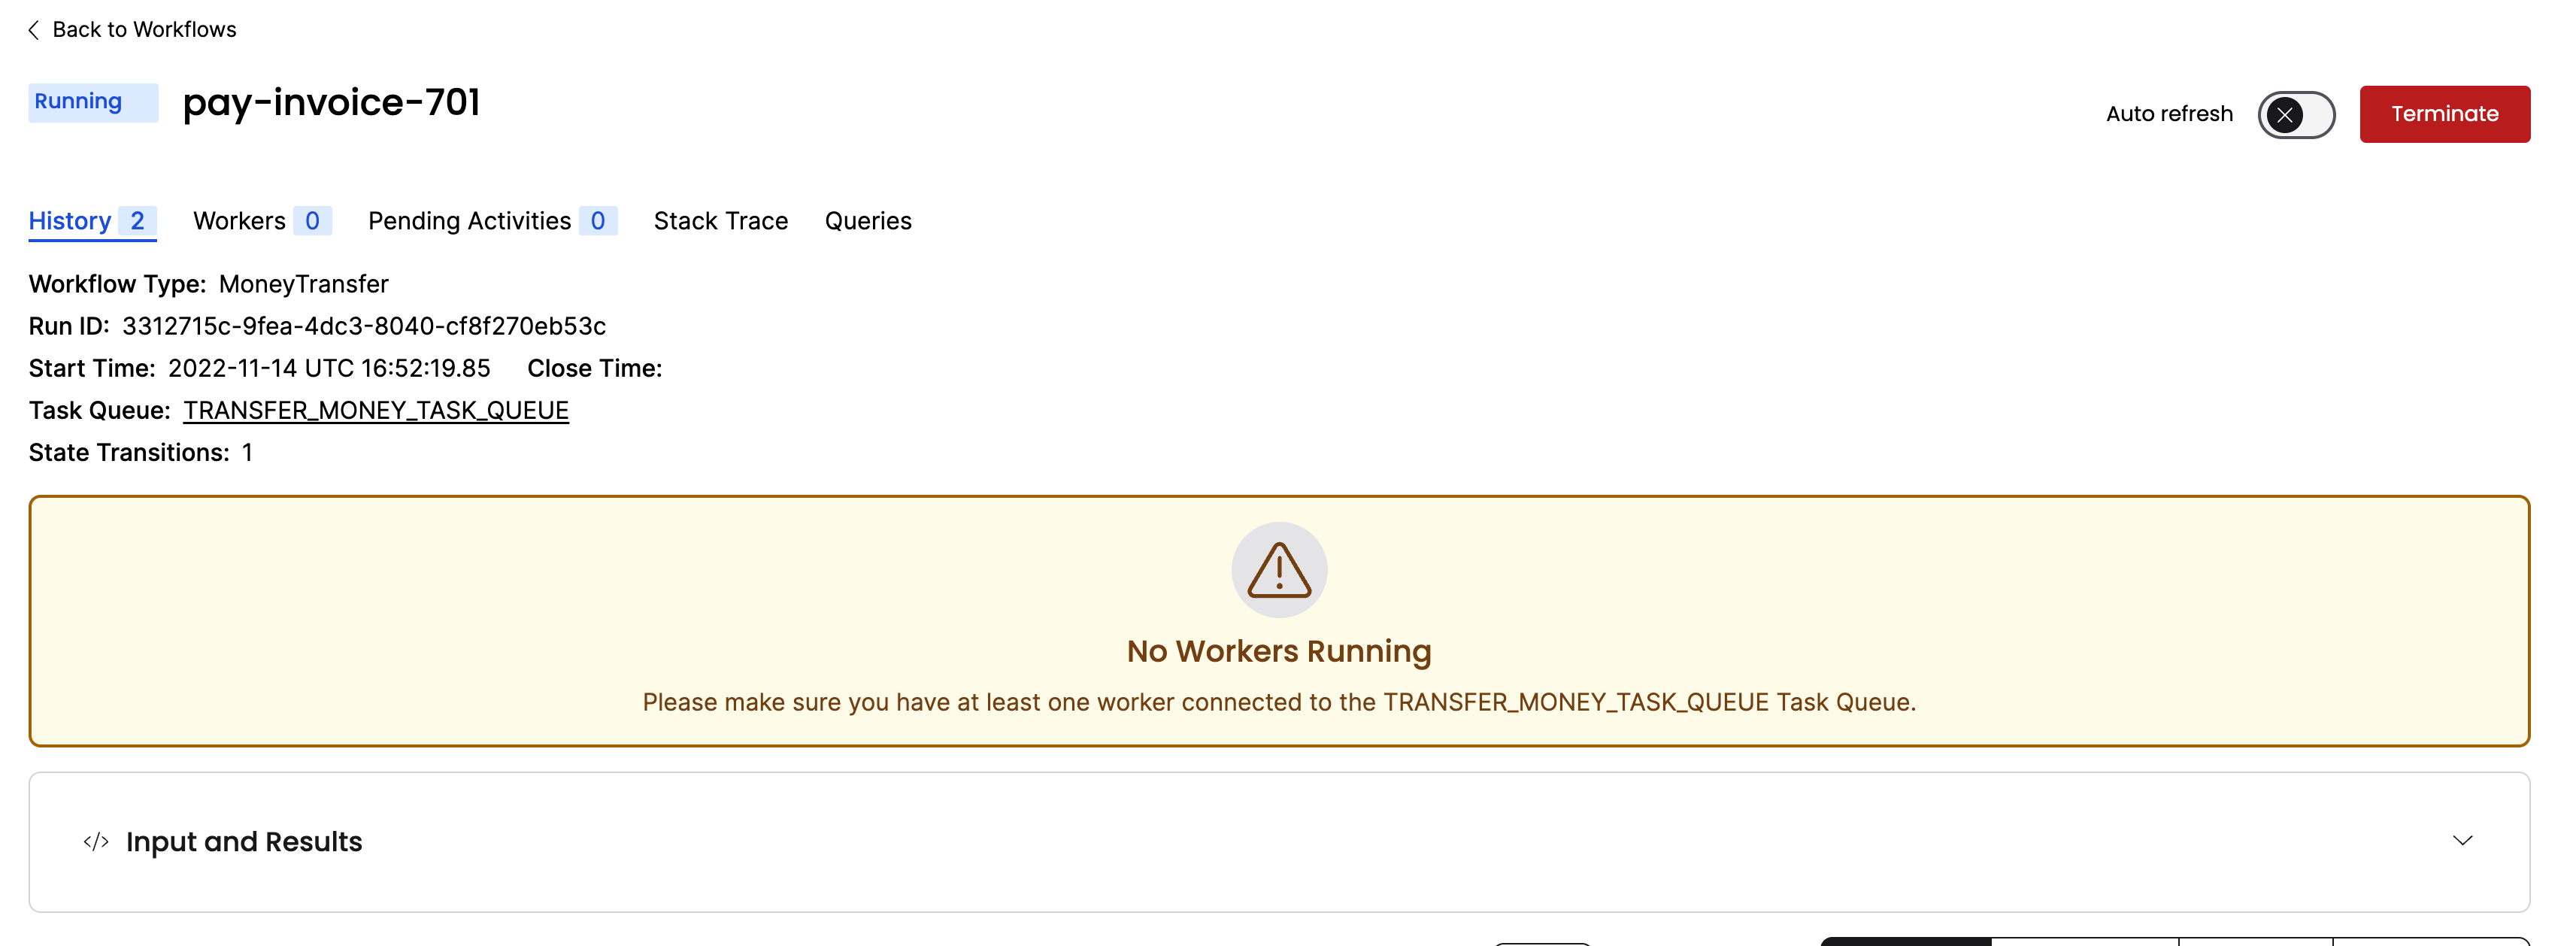 Back to Workflows
Running pay-invoice-701
Auto refresh Terminate
History 2 Workers 0 Pending Activities 0 Stack Trace Queries
Workflow Type: MoneyTransfer
Run ID: 3312715c-9fea-4dc3-8040-cf8f270eb53c
Start Time: 2022-11-14 UTC 16:52:19.85 Close Time:
Task Queue: TRANSFER_MONEY_TASK_QUEUE
State Transitions: 1
No Workers Running
Please make sure you have at least one worker connected to the TRANSFER_MONEY_TASK_QUEUE Task Queue.
</> Input and Results